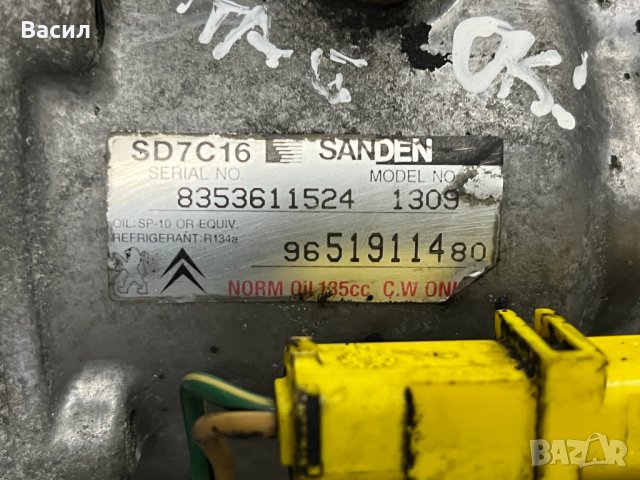 Васил
OK.
SD7C16 SANDEN
SERIAL NO. MODEL NO.
8353611524 1309
OIL: SP-10 OR EQUIV.
REFRIGERANT: R134a
9651911480
NORM Oil 135cc, C.W ONL
BAZAR